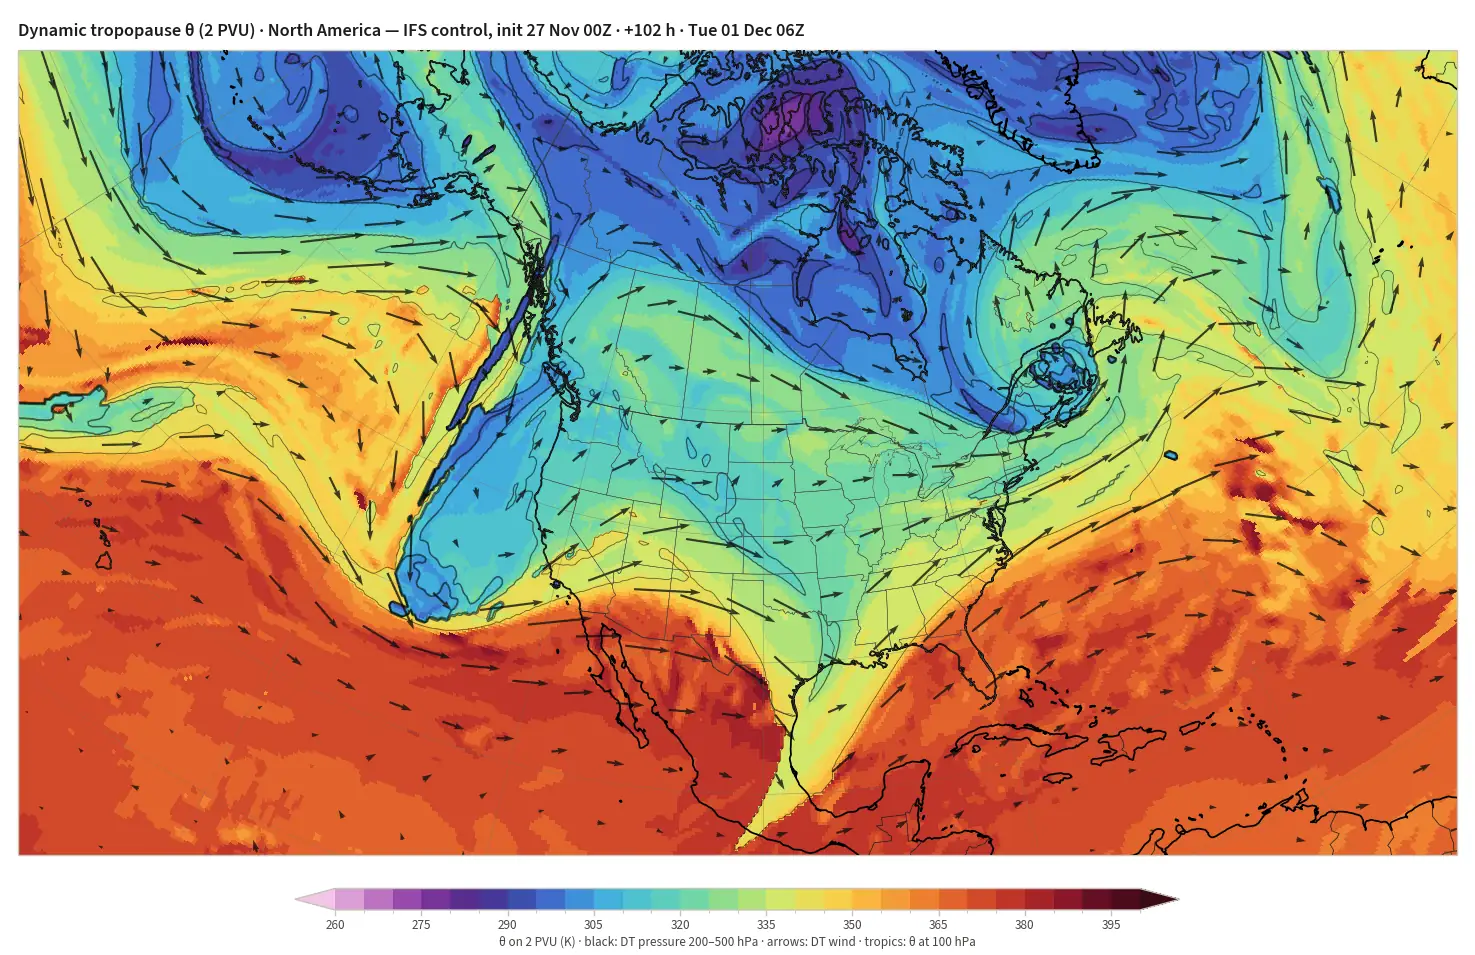 Dynamic tropopause θ (2 PVU) · North America — IFS control, init 27 Nov 00Z · +102 h · Tue 01 Dec 06Z
260 275 290 305 320 335 350 365 380 395
θ on 2 PVU (K) · black: DT pressure 200–500 hPa · arrows: DT wind · tropics: θ at 100 hPa